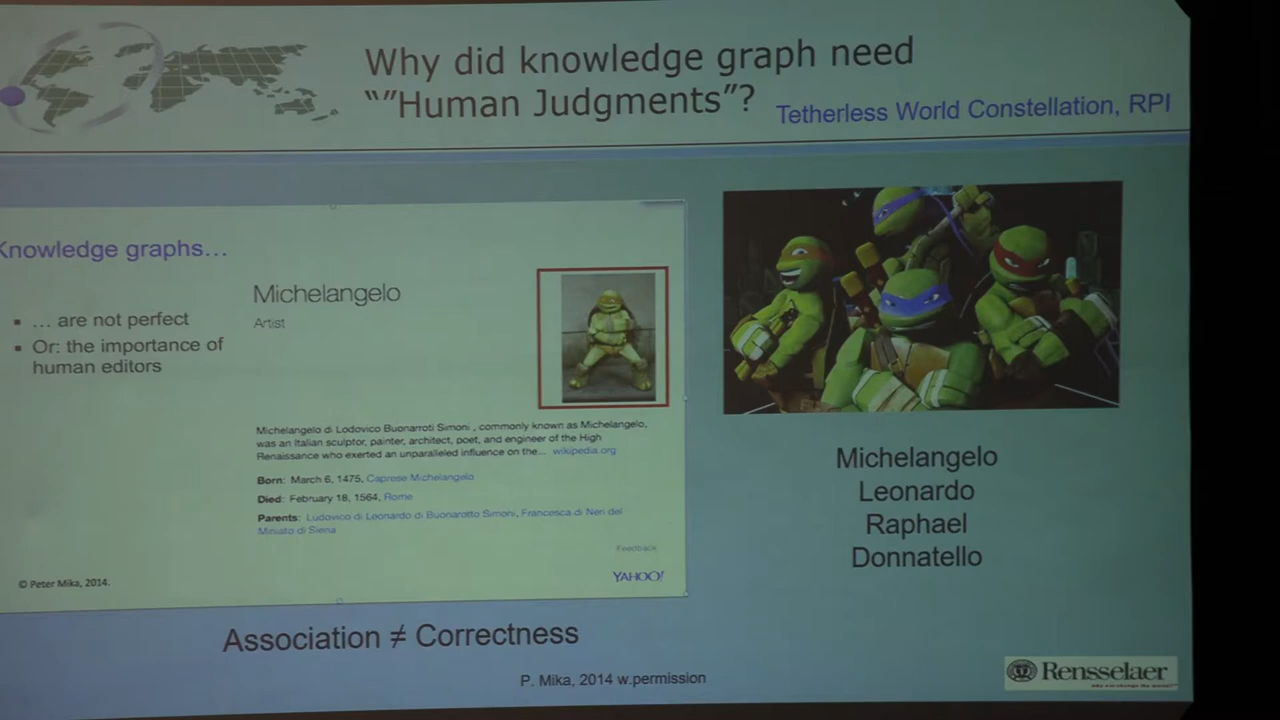 Why did knowledge graph need
“”Human Judgments”?
Tetherless World Constellation, RPI
Knowledge graphs…
▪ … are not perfect
▪ Or: the importance of
human editors
Michelangelo
Artist
Michelangelo di Lodovico Buonarroti Simoni , commonly known as Michelangelo,
was an Italian sculptor, painter, architect, poet, and engineer of the High
Renaissance who exerted an unparalleled influence on the... wikipedia.org
Born: March 6, 1475, Caprese Michelangelo
Died: February 18, 1564, Rome
Parents: Ludovico di Leonardo di Buonarotto Simoni, Francesca di Neri del
Miniato di Siena
Feedback
© Peter Mika, 2014.
YAHOO!
Michelangelo
Leonardo
Raphael
Donnatello
Association ≠ Correctness
P. Mika, 2014 w.permission
Rensselaer